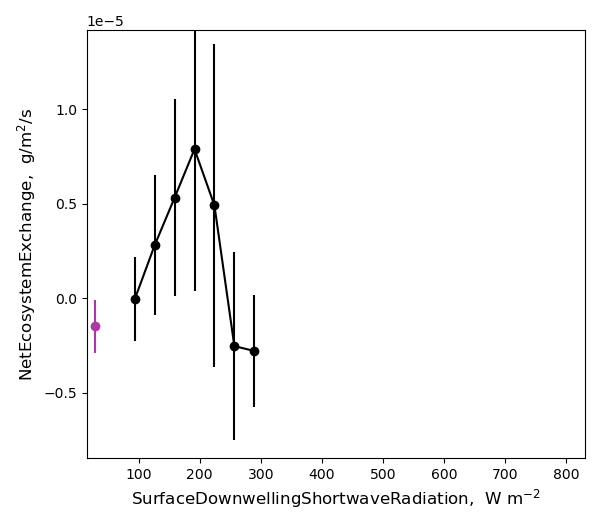 1e−5
1.0
0.5
0.0
−0.5
100 200 300 400 500 600 700 800
NetEcosystemExchange, g/m²/s
SurfaceDownwellingShortwaveRadiation, W m⁻²